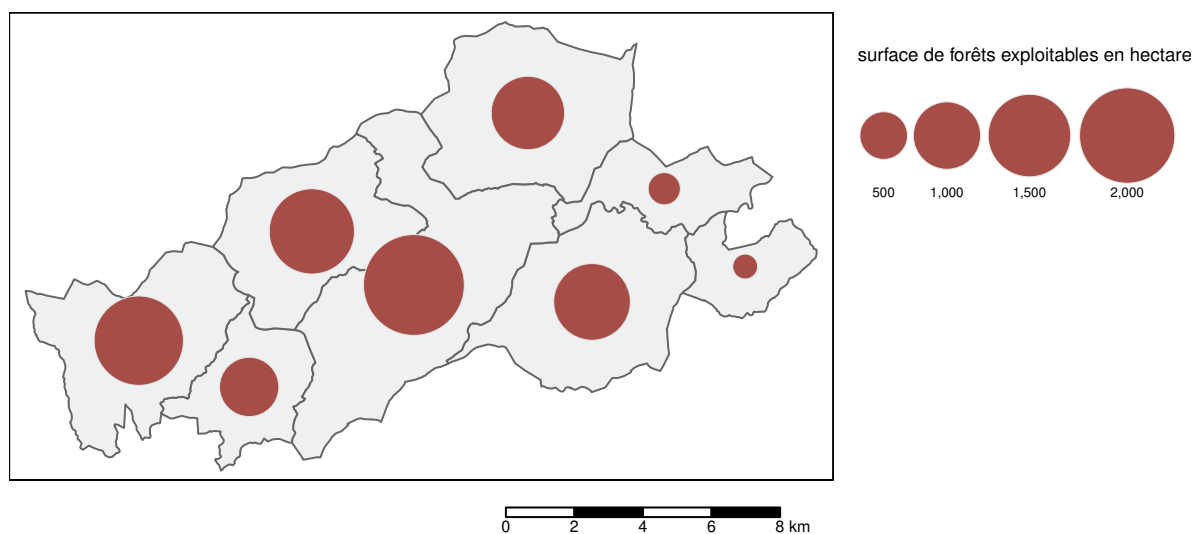 surface de forêts exploitables en hectare
500 1,000 1,500 2,000
0 2 4 6 8 km